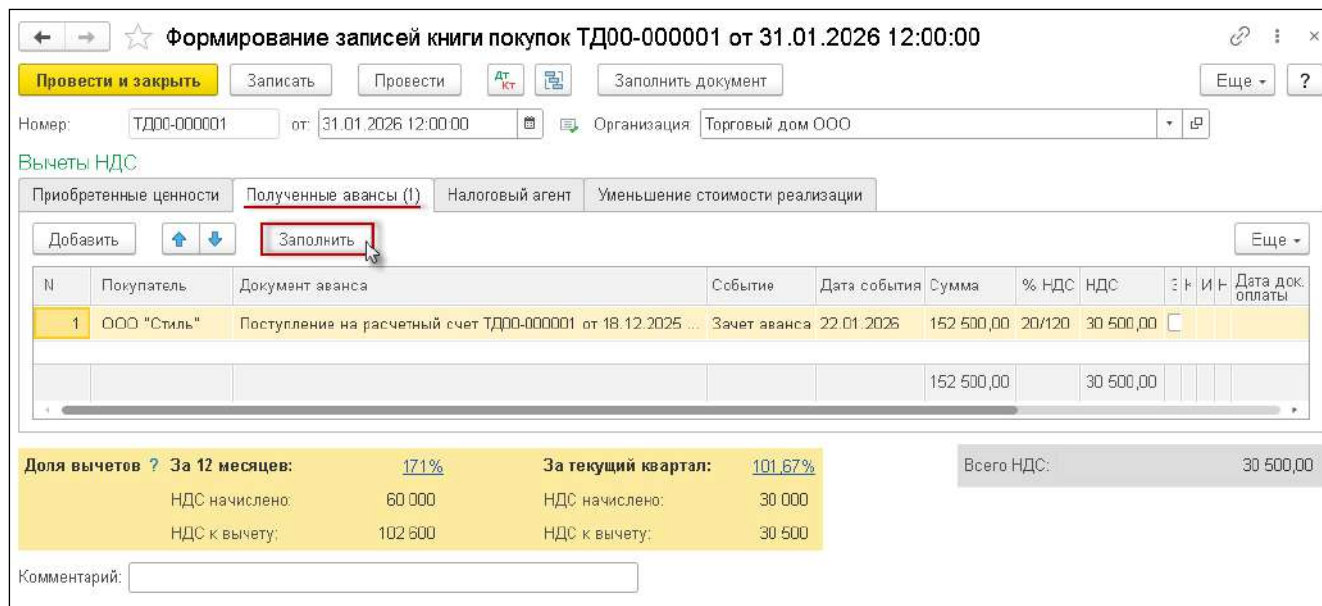 Формирование записей книги покупок ТД00-000001 от 31.01.2026 12:00:00
Провести и закрыть Записать Провести Дт Кт Заполнить документ Еще ?
Номер: ТД00-000001 от: 31.01.2026 12:00:00 Организация: Торговый дом ООО
Вычеты НДС
Приобретенные ценности Полученные авансы (1) Налоговый агент Уменьшение стоимости реализации
Добавить Заполнить Еще
N Покупатель Документ аванса Событие Дата события Сумма % НДС НДС И Дата док. оплаты
1 ООО "Стиль" Поступление на расчетный счет ТД00-000001 от 18.12.2025 ... Зачет аванса 22.01.2026 152 500,00 20/120 30 500,00
152 500,00 30 500,00
Доля вычетов ? За 12 месяцев: 171% За текущий квартал: 101,67% Всего НДС: 30 500,00
НДС начислено: 60 000 НДС начислено: 30 000
НДС к вычету: 102 600 НДС к вычету: 30 500
Комментарий: